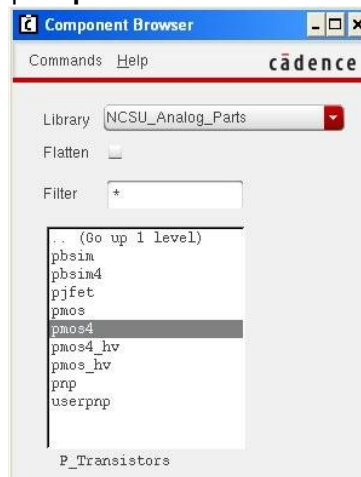 Component Browser
Commands Help cādence
Library NCSU_Analog_Parts
Flatten
Filter *
.. (Go up 1 level)
pbsim
pbsim4
pjfet
pmos
pmos4
pmos4_hv
pmos_hv
pnp
userpnp
P_Transistors